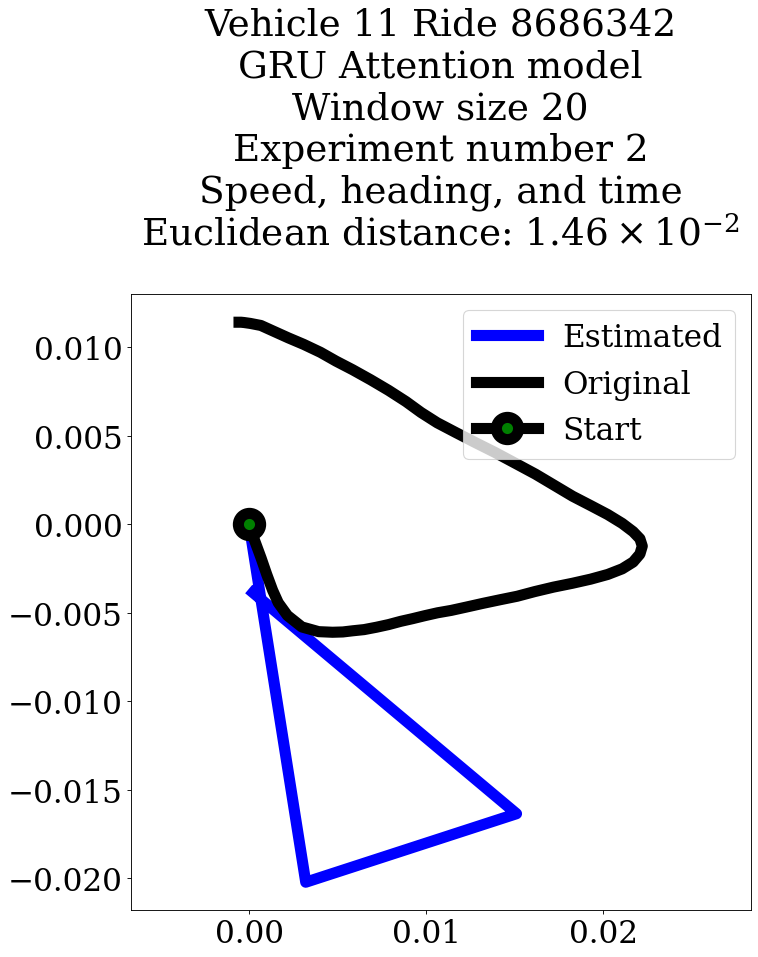 Vehicle 11 Ride 8686342
GRU Attention model
Window size 20
Experiment number 2
Speed, heading, and time
Euclidean distance: 1.46 × 10⁻²
Estimated
Original
Start
0.010
0.005
0.000
−0.005
−0.010
−0.015
−0.020
0.00 0.01 0.02